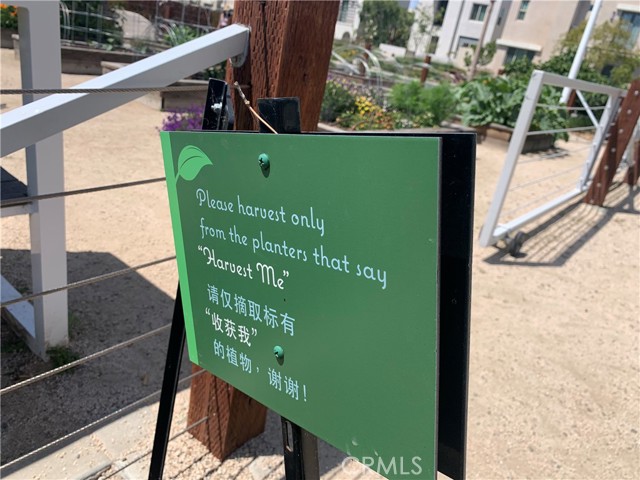 Please harvest only
from the planters that say
“Harvest Me”
请仅摘取标有
“收获我”
的植物，谢谢！
CRMLS